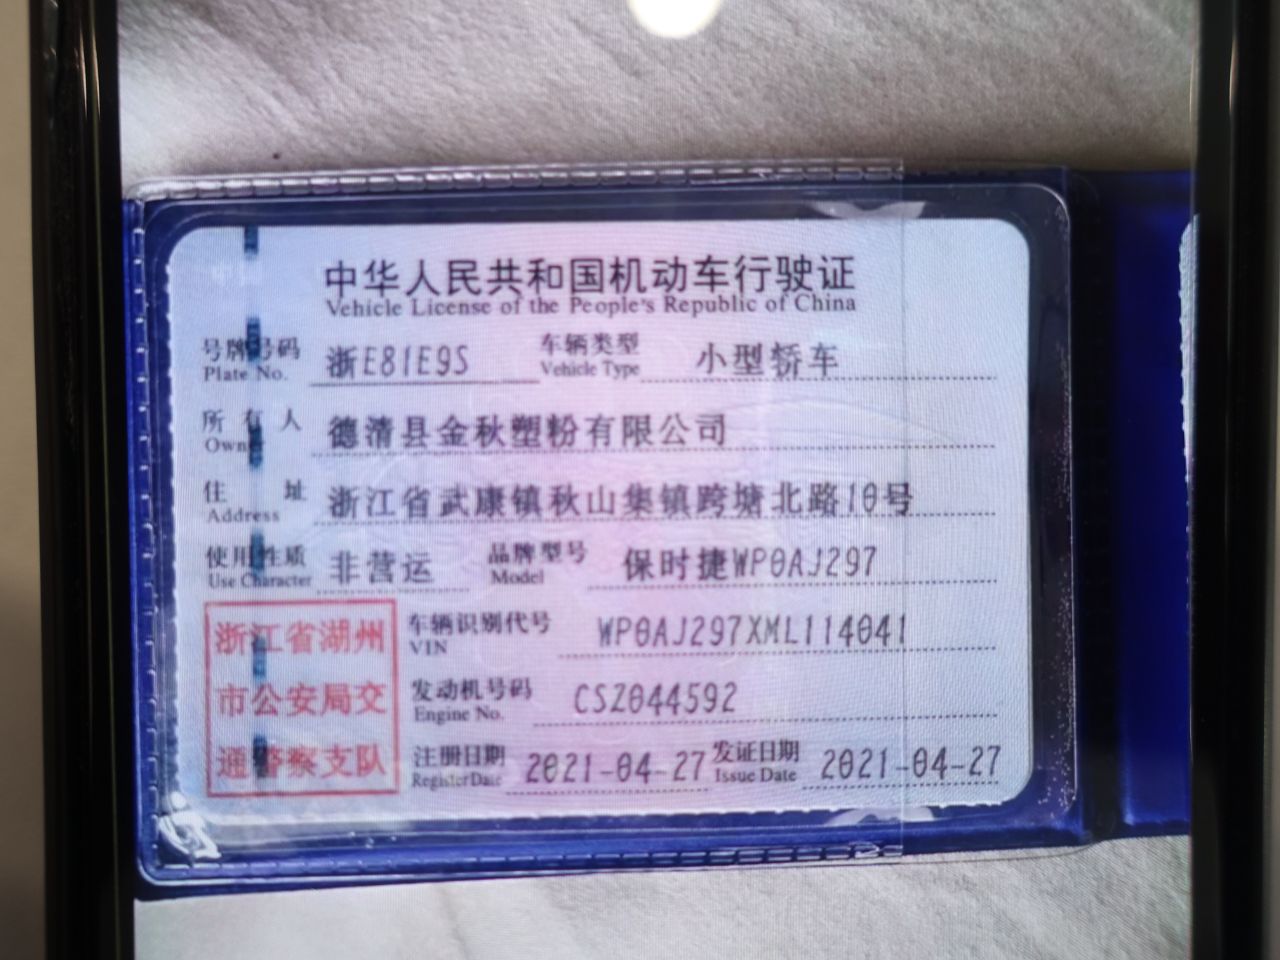 中华人民共和国机动车行驶证
Vehicle License of the People's Republic of China
号牌号码 浙E81E9S 车辆类型 小型轿车
Plate No. Vehicle Type
所有人 德清县金秋塑粉有限公司
Owner
住址 浙江省武康镇秋山集镇跨塘北路10号
Address
使用性质 非营运 品牌型号 保时捷WP0AJ297
Use Character Model
浙江省湖州
市公安局交
通警察支队
车辆识别代号 WP0AJ297XML114041
VIN
发动机号码 CSZ044592
Engine No.
注册日期 2021-04-27 发证日期 2021-04-27
Register Date Issue Date